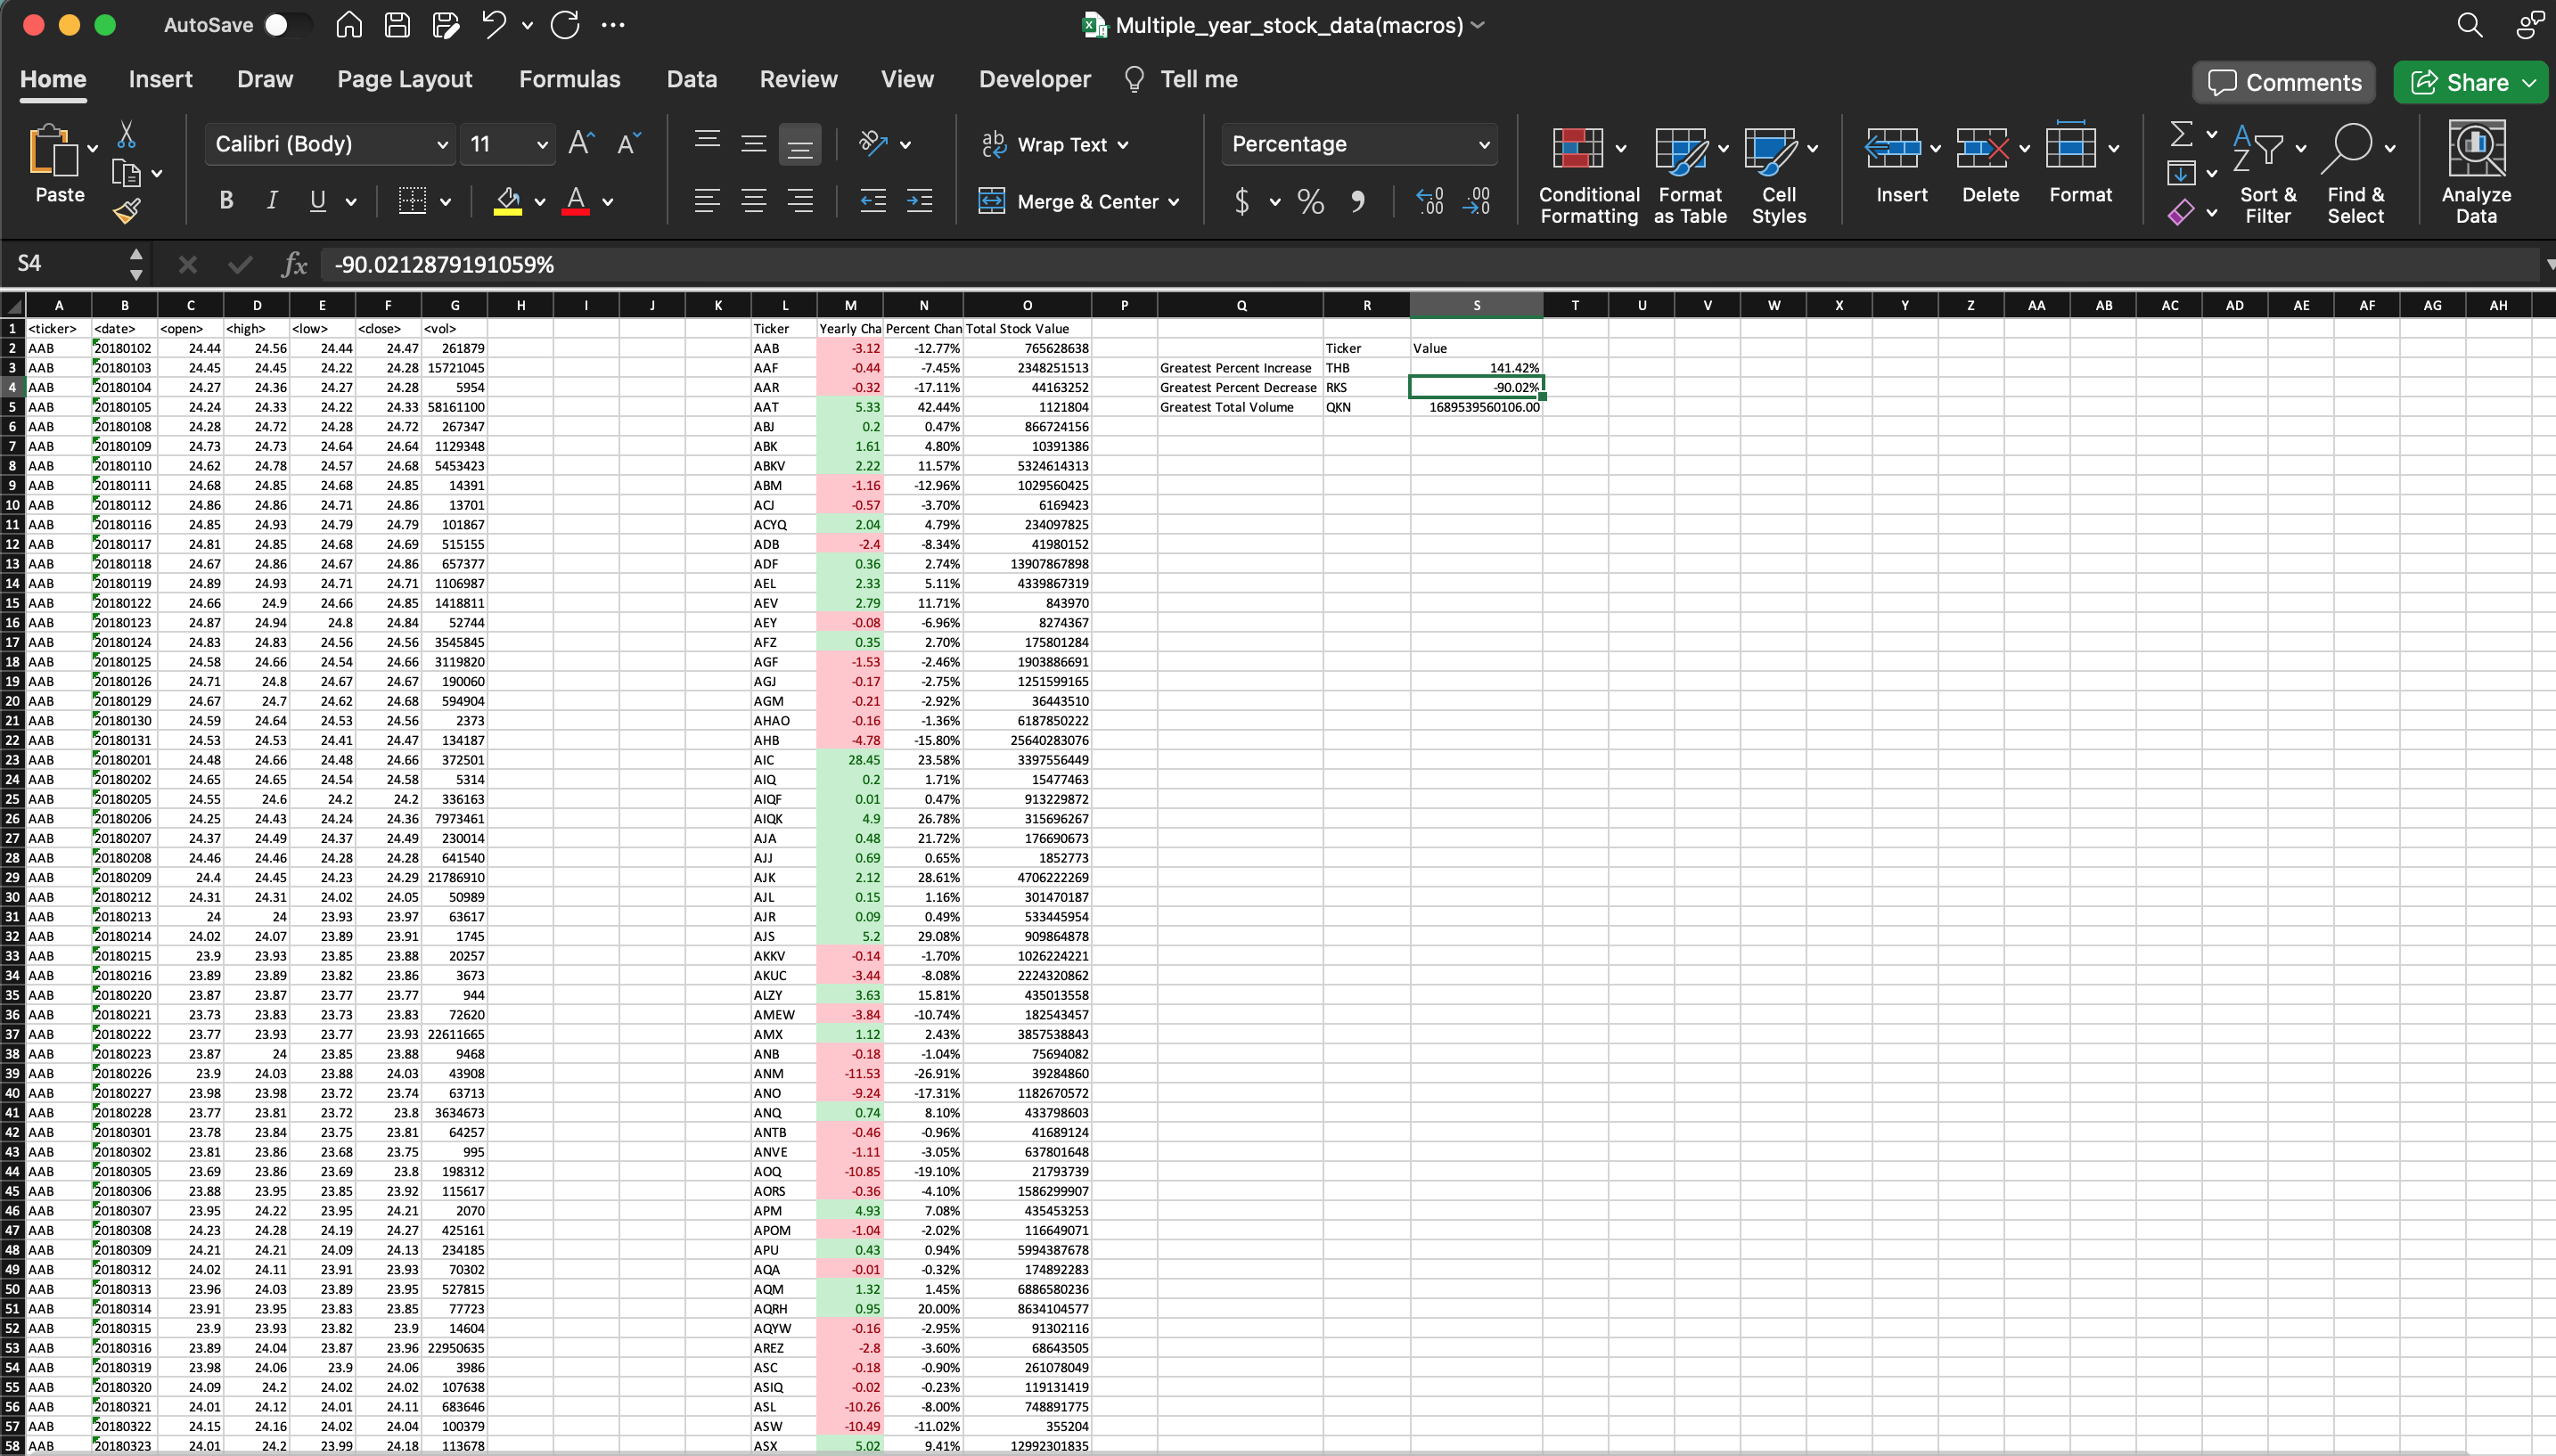 AutoSave Multiple_year_stock_data(macros)
Home Insert Draw Page Layout Formulas Data Review View Developer Tell me Comments Share
Paste Calibri (Body) 11 Wrap Text Merge & Center Percentage Conditional Formatting Format as Table Cell Styles Insert Delete Format Sort & Filter Find & Select Analyze Data
S4 fx -90.0212879191059%
A B C D E F G H I J K L M N O P Q R S T U V W X Y Z AA AB AC AD AE AF AG AH
1 <ticker> <date> <open> <high> <low> <close> <vol> Ticker Yearly Cha Percent Chan Total Stock Value
2 AAB 20180102 24.44 24.56 24.44 24.47 261879 AAB -3.12 -12.77% 765628638 Ticker Value
3 AAB 20180103 24.45 24.45 24.22 24.28 15721045 AAF -0.44 -7.45% 2348251513 Greatest Percent Increase THB 141.42%
4 AAB 20180104 24.27 24.36 24.27 24.28 5954 AAR -0.32 -17.11% 44163252 Greatest Percent Decrease RKS -90.02%
5 AAB 20180105 24.24 24.33 24.22 24.33 58161100 AAT 5.33 42.44% 1121804 Greatest Total Volume QKN 1689539560106.00
6 AAB 20180108 24.28 24.72 24.28 24.72 267347 ABJ 0.2 0.47% 866724156
7 AAB 20180109 24.73 24.73 24.64 24.64 1129348 ABK 1.61 4.80% 10391386
8 AAB 20180110 24.62 24.78 24.57 24.68 5453423 ABKV 2.22 11.57% 5324614313
9 AAB 20180111 24.68 24.85 24.68 24.85 14391 ABM -1.16 -12.96% 1029560425
10 AAB 20180112 24.86 24.86 24.71 24.86 13701 ACJ -0.57 -3.70% 6169423
11 AAB 20180116 24.85 24.93 24.79 24.79 101867 ACYQ 2.04 4.79% 234097825
12 AAB 20180117 24.81 24.85 24.68 24.69 515155 ADB -2.4 -8.34% 41980152
13 AAB 20180118 24.67 24.86 24.67 24.86 657377 ADF 0.36 2.74% 13907867898
14 AAB 20180119 24.89 24.93 24.71 24.71 1106987 AEL 2.33 5.11% 4339867319
15 AAB 20180122 24.66 24.9 24.66 24.85 1418811 AEV 2.79 11.71% 843970
16 AAB 20180123 24.87 24.94 24.8 24.84 52744 AEY -0.08 -6.96% 8274367
17 AAB 20180124 24.83 24.83 24.56 24.56 3545845 AFZ 0.35 2.70% 175801284
18 AAB 20180125 24.58 24.66 24.54 24.66 3119820 AGF -1.53 -2.46% 1903886691
19 AAB 20180126 24.71 24.8 24.67 24.67 190060 AGJ -0.17 -2.75% 1251599165
20 AAB 20180129 24.67 24.7 24.62 24.68 594904 AGM -0.21 -2.92% 36443510
21 AAB 20180130 24.59 24.64 24.53 24.56 2373 AHAO -0.16 -1.36% 6187850222
22 AAB 20180131 24.53 24.53 24.41 24.47 134187 AHB -4.78 -15.80% 25640283076
23 AAB 20180201 24.48 24.66 24.48 24.66 372501 AIC 28.45 23.58% 3397556449
24 AAB 20180202 24.65 24.65 24.54 24.58 5314 AIQ 0.2 1.71% 15477463
25 AAB 20180205 24.55 24.6 24.2 24.2 336163 AIQF 0.01 0.47% 913229872
26 AAB 20180206 24.25 24.43 24.24 24.36 7973461 AIQK 4.9 26.78% 315696267
27 AAB 20180207 24.37 24.49 24.37 24.49 230014 AJA 0.48 21.72% 176690673
28 AAB 20180208 24.46 24.46 24.28 24.28 641540 AJJ 0.69 0.65% 1852773
29 AAB 20180209 24.4 24.45 24.23 24.29 21786910 AJK 2.12 28.61% 4706222269
30 AAB 20180212 24.31 24.31 24.02 24.05 50989 AJL 0.15 1.16% 301470187
31 AAB 20180213 24 24 23.93 23.97 63617 AJR 0.09 0.49% 533445954
32 AAB 20180214 24.02 24.07 23.89 23.91 1745 AJS 5.2 29.08% 909864878
33 AAB 20180215 23.9 23.93 23.85 23.88 20257 AKKV -0.14 -1.70% 1026224221
34 AAB 20180216 23.89 23.89 23.82 23.86 3673 AKUC -3.44 -8.08% 2224320862
35 AAB 20180220 23.87 23.87 23.77 23.77 944 ALZY 3.63 15.81% 435013558
36 AAB 20180221 23.73 23.83 23.73 23.83 72620 AMEW -3.84 -10.74% 182543457
37 AAB 20180222 23.77 23.93 23.77 23.93 22611665 AMX 1.12 2.43% 3857538843
38 AAB 20180223 23.87 24 23.85 23.88 9468 ANB -0.18 -1.04% 75694082
39 AAB 20180226 23.9 24.03 23.88 24.03 43908 ANM -11.53 -26.91% 39284860
40 AAB 20180227 23.98 23.98 23.72 23.74 63713 ANO -9.24 -17.31% 1182670572
41 AAB 20180228 23.77 23.81 23.72 23.8 3634673 ANQ 0.74 8.10% 433798603
42 AAB 20180301 23.78 23.84 23.75 23.81 64257 ANTB -0.46 -0.96% 41689124
43 AAB 20180302 23.81 23.86 23.68 23.75 995 ANVE -1.11 -3.05% 637801648
44 AAB 20180305 23.69 23.86 23.69 23.8 198312 AOQ -10.85 -19.10% 21793739
45 AAB 20180306 23.88 23.95 23.85 23.92 115617 AORS -0.36 -4.10% 1586299907
46 AAB 20180307 23.95 24.22 23.95 24.21 2070 APM 4.93 7.08% 435453253
47 AAB 20180308 24.23 24.28 24.19 24.27 425161 APOM -1.04 -2.02% 116649071
48 AAB 20180309 24.21 24.21 24.09 24.13 234185 APU 0.43 0.94% 5994387678
49 AAB 20180312 24.02 24.11 23.91 23.93 70302 AQA -0.01 -0.32% 174892283
50 AAB 20180313 23.96 24.03 23.89 23.95 527815 AQM 1.32 1.45% 6886580236
51 AAB 20180314 23.91 23.95 23.83 23.85 77723 AQRH 0.95 20.00% 8634104577
52 AAB 20180315 23.9 23.93 23.82 23.9 14604 AQYW -0.16 -2.95% 91302116
53 AAB 20180316 23.89 24.04 23.87 23.96 22950635 AREZ -2.8 -3.60% 68643505
54 AAB 20180319 23.98 24.06 23.9 24.06 3986 ASC -0.18 -0.90% 261078049
55 AAB 20180320 24.09 24.2 24.02 24.02 107638 ASIQ -0.02 -0.23% 119131419
56 AAB 20180321 24.01 24.12 24.01 24.11 683646 ASL -10.26 -8.00% 748891775
57 AAB 20180322 24.15 24.16 24.02 24.04 100379 ASW -10.49 -11.02% 355204
58 AAB 20180323 24.01 24.2 23.99 24.18 113678 ASX 5.02 9.41% 12992301835